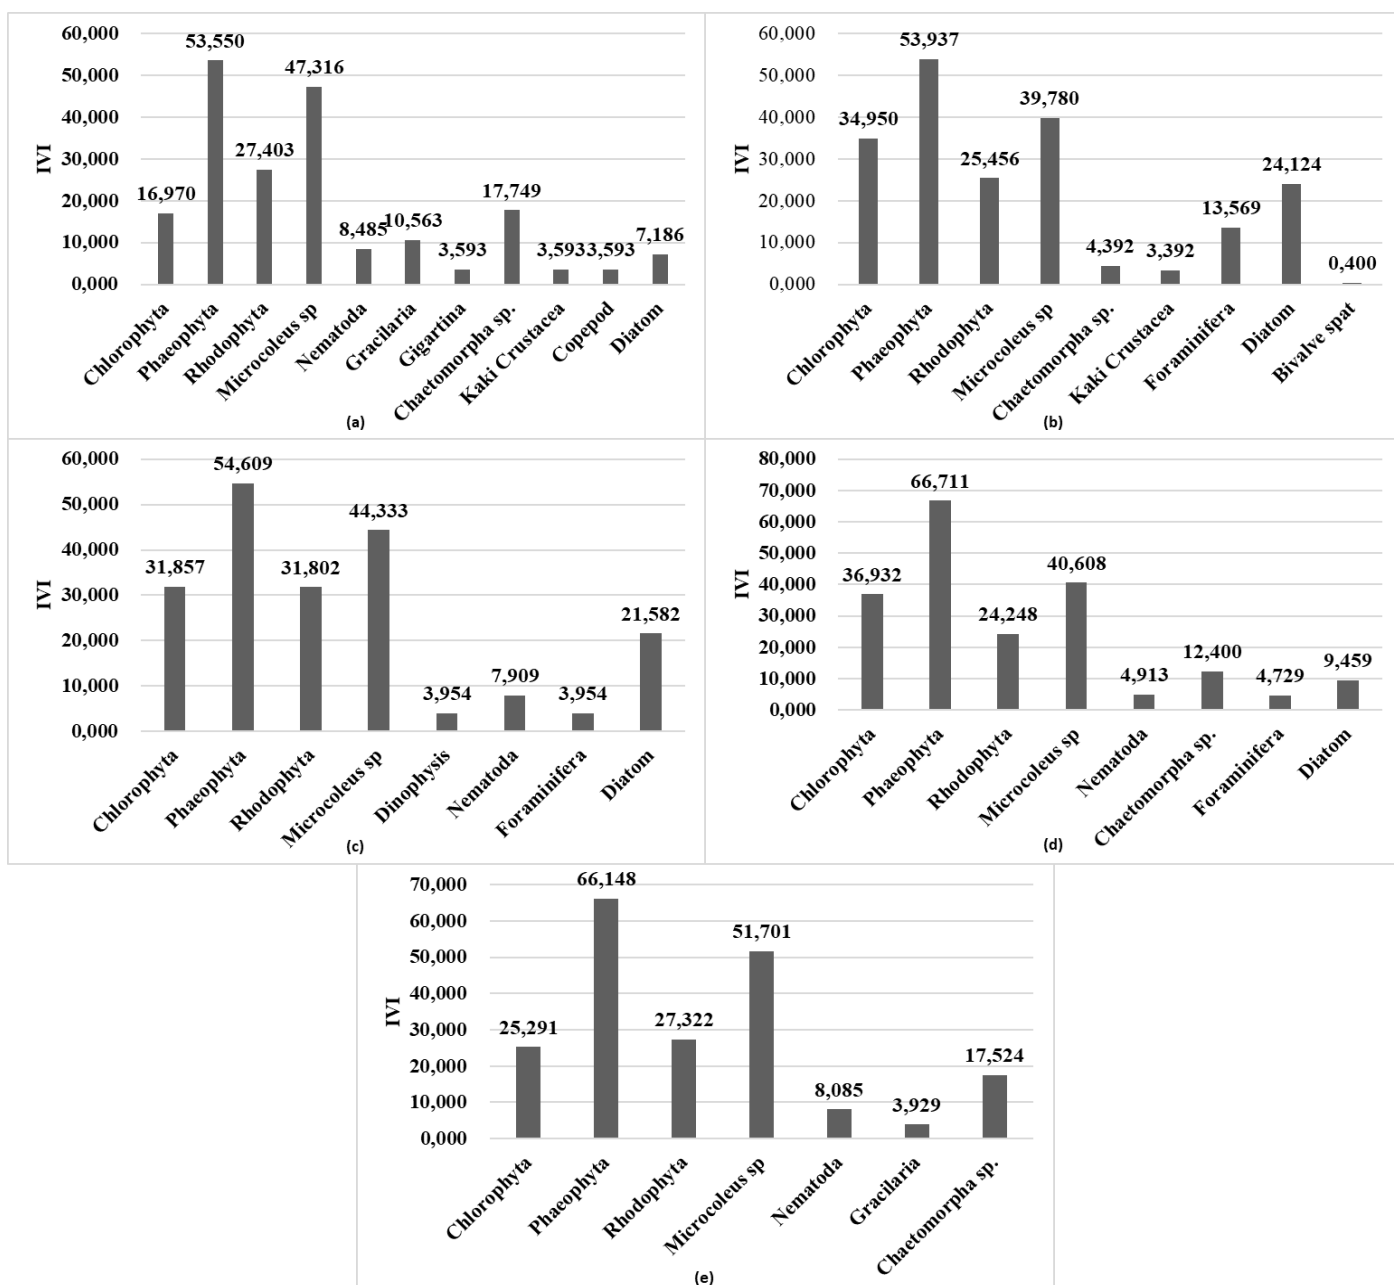 60,000
50,000
40,000
30,000
20,000
10,000
0,000
IVI
16,970
53,550
27,403
47,316
8,485
10,563
3,593
17,749
3,593
3,593
7,186
Chlorophyta
Phaeophyta
Rhodophyta
Microcoleus sp
Nematoda
Gracilaria
Gigartina
Chaetomorpha sp.
Kaki Crustacea
Copepod
Diatom
(a)
60,000
50,000
40,000
30,000
20,000
10,000
0,000
IVI
34,950
53,937
25,456
39,780
4,392
3,392
13,569
24,124
0,400
Chlorophyta
Phaeophyta
Rhodophyta
Microcoleus sp
Chaetomorpha sp.
Kaki Crustacea
Foraminifera
Diatom
Bivalve spat
(b)
60,000
50,000
40,000
30,000
20,000
10,000
0,000
IVI
31,857
54,609
31,802
44,333
3,954
7,909
3,954
21,582
Chlorophyta
Phaeophyta
Rhodophyta
Microcoleus sp
Dinophysis
Nematoda
Foraminifera
Diatom
(c)
80,000
70,000
60,000
50,000
40,000
30,000
20,000
10,000
0,000
IVI
36,932
66,711
24,248
40,608
4,913
12,400
4,729
9,459
Chlorophyta
Phaeophyta
Rhodophyta
Microcoleus sp
Nematoda
Chaetomorpha sp.
Foraminifera
Diatom
(d)
70,000
60,000
50,000
40,000
30,000
20,000
10,000
0,000
IVI
25,291
66,148
27,322
51,701
8,085
3,929
17,524
Chlorophyta
Phaeophyta
Rhodophyta
Microcoleus sp
Nematoda
Gracilaria
Chaetomorpha sp.
(e)